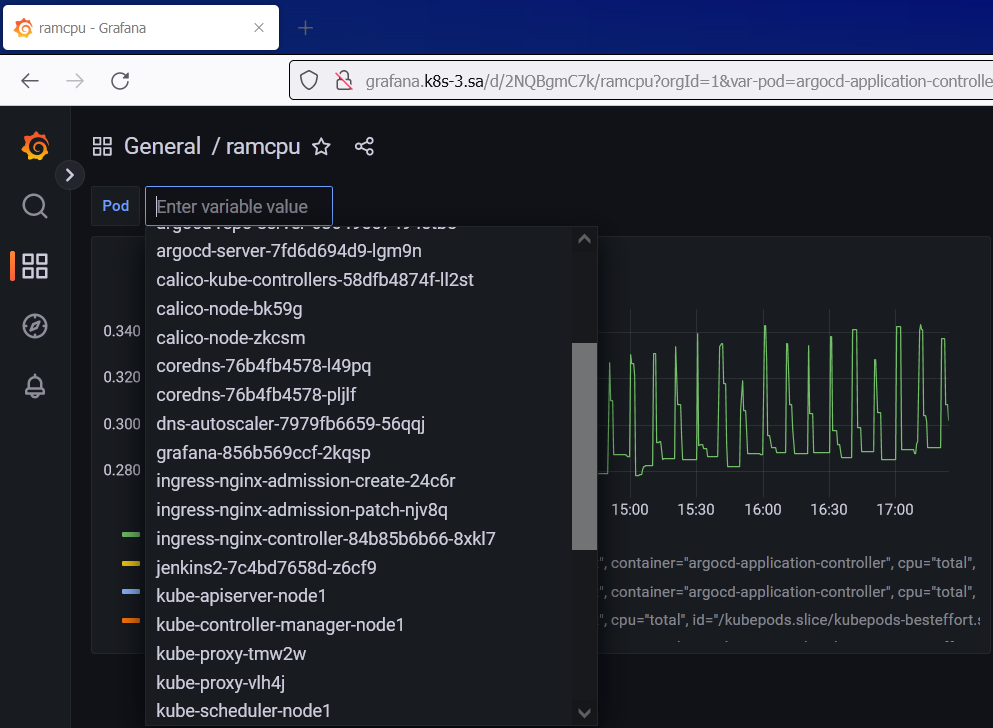 ramcpu - Grafana
grafana.k8s-3.sa/d/2NQBgmC7k/ramcpu?orgId=1&var-pod=argocd-application-controlle
General / ramcpu
Pod
Enter variable value
argocd-server-7fd6d694d9-lgm9n
calico-kube-controllers-58dfb4874f-ll2st
calico-node-bk59g
calico-node-zkcsm
coredns-76b4fb4578-l49pq
coredns-76b4fb4578-pljlf
dns-autoscaler-7979fb6659-56qqj
grafana-856b569ccf-2kqsp
ingress-nginx-admission-create-24c6r
ingress-nginx-admission-patch-njv8q
ingress-nginx-controller-84b85b6b66-8xkl7
jenkins2-7c4bd7658d-z6cf9
kube-apiserver-node1
kube-controller-manager-node1
kube-proxy-tmw2w
kube-proxy-vlh4j
kube-scheduler-node1
0.340
0.320
0.300
0.280
15:00 15:30 16:00 16:30 17:00
", container="argocd-application-controller", cpu="total",
", container="argocd-application-controller", cpu="total",
", cpu="total", id="/kubepods.slice/kubepods-besteffort.s